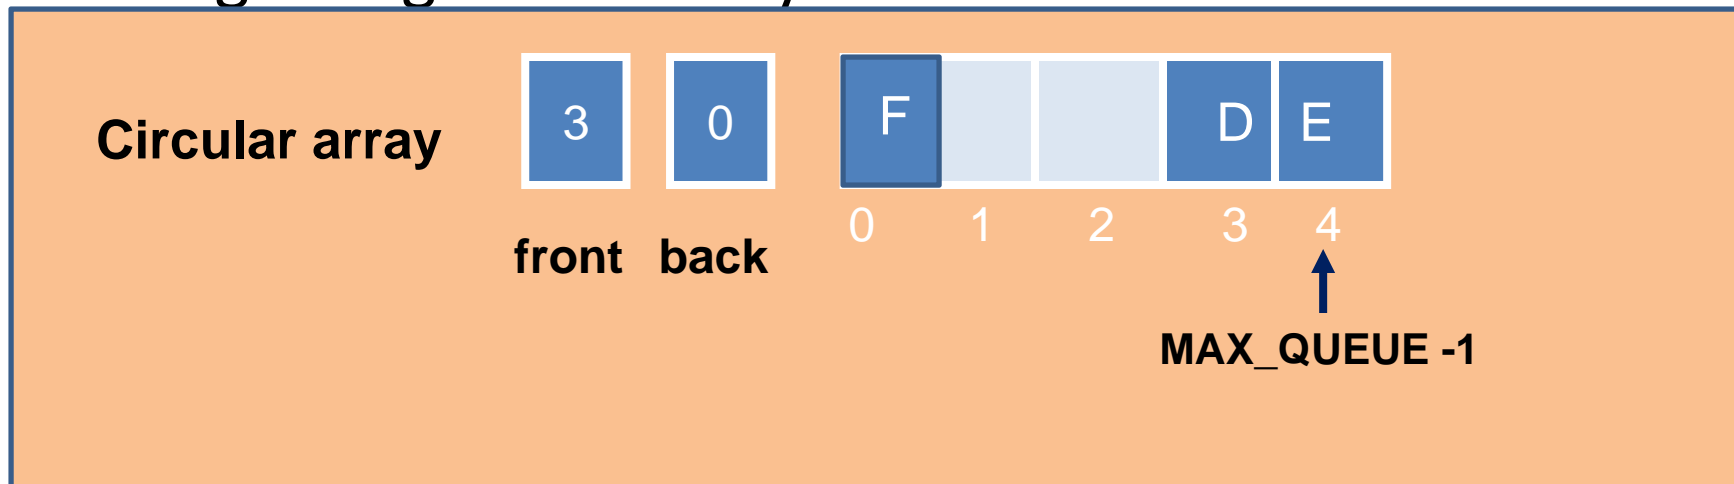 3 0 F D E
Circular array
0 1 2 3 4
front back
MAX_QUEUE -1